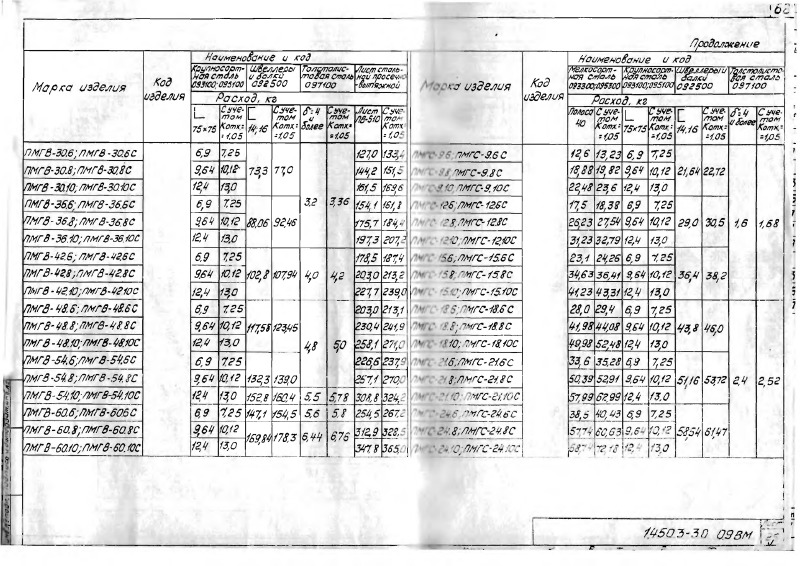 168
Продолжение
Марка изделия
Код изделия
Наименование и код
Крупносортная сталь 093100; 095100
Швеллеры и балки 092500
Толстолистовая сталь 097100
Лист стальной просечно-вытяжной
Расход, кг
75×75
С учетом Котх.=1,05
14; 16
С учетом Котх.=1,05
δ=4 и более
С учетом Котх.=1,05
Лист ПВ-510
С учетом Котх.=1,05
ПМГВ-30.6; ПМГВ-30.6С 6,9 7,25 127,0 133,4
ПМГВ-30.8; ПМГВ-30.8С 9,64 10,12 73,3 77,0 144,2 151,5
ПМГВ-30.10; ПМГВ-30.10С 12,4 13,0 161,5 169,6
ПМГВ-36.6; ПМГВ-36.6С 6,9 7,25 3,2 3,36 154,1 161,8
ПМГВ-36.8; ПМГВ-36.8С 9,64 10,12 88,06 92,46 175,7 184,4
ПМГВ-36.10; ПМГВ-36.10С 12,4 13,0 197,3 207,2
ПМГВ-42.6; ПМГВ-42.6С 6,9 7,25 178,5 187,4
ПМГВ-42.8; ПМГВ-42.8С 9,64 10,12 102,8 107,94 4,0 4,2 203,0 213,2
ПМГВ-42.10; ПМГВ-42.10С 12,4 13,0 227,7 239,0
ПМГВ-48.6; ПМГВ-48.6С 6,9 7,25 203,0 213,1
ПМГВ-48.8; ПМГВ-48.8С 9,64 10,12 117,58 123,45 230,4 241,9
ПМГВ-48.10; ПМГВ-48.10С 12,4 13,0 4,8 5,0 258,1 271,0
ПМГВ-54.6; ПМГВ-54.6С 6,9 7,25 226,6 237,9
ПМГВ-54.8; ПМГВ-54.8С 9,64 10,12 132,3 139,0 257,1 270,0
ПМГВ-54.10; ПМГВ-54.10С 12,4 13,0 152,8 160,4 5,5 5,78 308,8 324,2
ПМГВ-60.6; ПМГВ-60.6С 6,9 7,25 147,1 154,5 5,6 5,8 254,5 267,2
ПМГВ-60.8; ПМГВ-60.8С 9,64 10,12 169,84 178,3 6,44 6,76 312,9 328,5
ПМГВ-60.10; ПМГВ-60.10С 12,4 13,0 347,8 365,0
Марка изделия
Код изделия
Наименование и код
Мелкосортная сталь 093300; 095300
Крупносортная сталь 093100; 095100
Швеллеры и балки 092500
Толстолистовая сталь 097100
Расход, кг
Полоса 40
С учетом Котх.=1,05
75×75
С учетом Котх.=1,05
14; 16
С учетом Котх.=1,05
δ=4 и более
С учетом Котх.=1,05
ПМГС-9.6; ПМГС-9.6С 12,6 13,23 6,9 7,25
ПМГС-9.8; ПМГС-9.8С 18,88 19,82 9,64 10,12 21,64 22,72
ПМГС-9.10; ПМГС-9.10С 22,48 23,6 12,4 13,0
ПМГС-12.6; ПМГС-12.6С 17,5 18,38 6,9 7,25
ПМГС-12.8; ПМГС-12.8С 26,23 27,54 9,64 10,12 29,0 30,5 1,6 1,68
ПМГС-12.10; ПМГС-12.10С 31,23 32,79 12,4 13,0
ПМГС-15.6; ПМГС-15.6С 23,1 24,26 6,9 7,25
ПМГС-15.8; ПМГС-15.8С 34,63 36,41 9,64 10,12 36,4 38,2
ПМГС-15.10; ПМГС-15.10С 41,23 43,31 12,4 13,0
ПМГС-18.6; ПМГС-18.6С 28,0 29,4 6,9 7,25
ПМГС-18.8; ПМГС-18.8С 41,98 44,08 9,64 10,12 43,8 46,0
ПМГС-18.10; ПМГС-18.10С 49,98 52,48 12,4 13,0
ПМГС-21.6; ПМГС-21.6С 33,6 35,28 6,9 7,25
ПМГС-21.8; ПМГС-21.8С 50,39 52,91 9,64 10,12 51,16 53,72 2,4 2,52
ПМГС-21.10; ПМГС-21.10С 59,99 62,99 12,4 13,0
ПМГС-24.6; ПМГС-24.6С 38,5 40,43 6,9 7,25
ПМГС-24.8; ПМГС-24.8С 57,74 60,63 9,64 10,12 58,54 61,47
ПМГС-24.10; ПМГС-24.10С 68,74 72,18 12,4 13,0
1.450.3-3.0 09ВМ